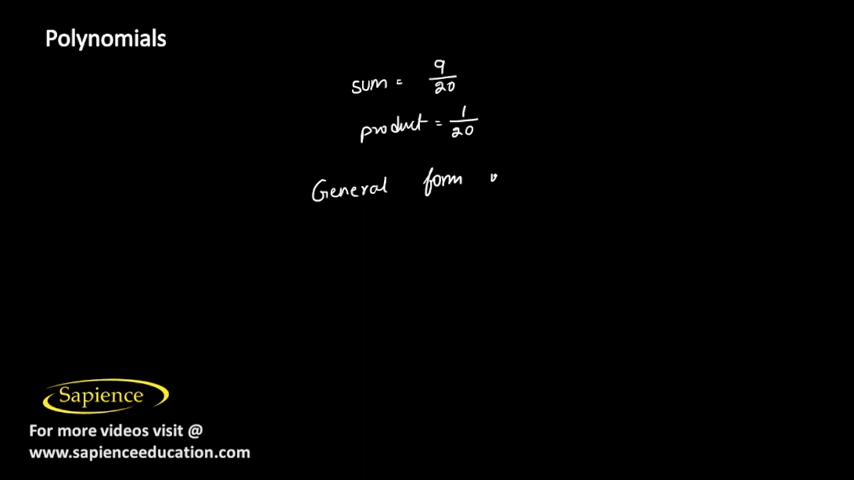 Polynomials
sum = 9/20
product = 1/20
General form
Sapience
For more videos visit @
www.sapienceeducation.com